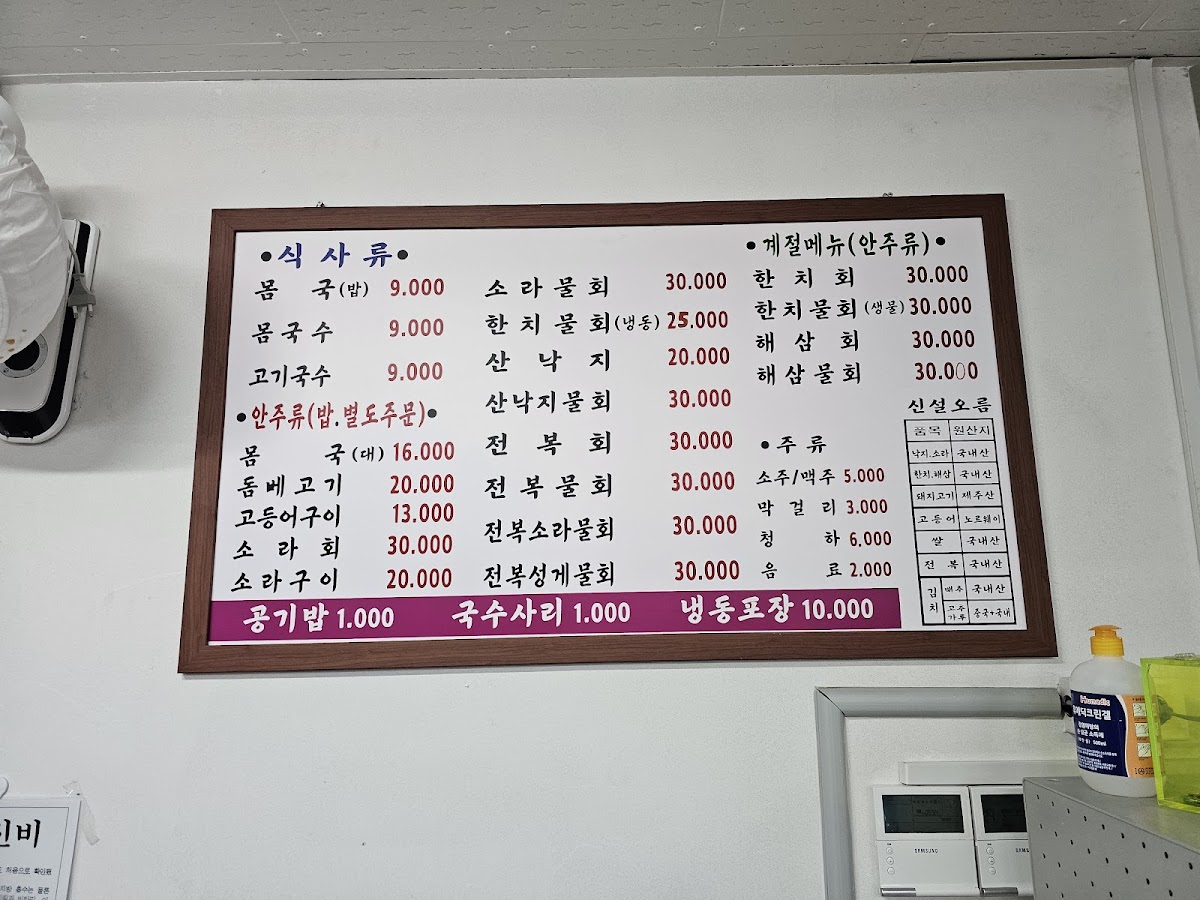 ●식 사 류●
몸 국(밥) 9.000
몸국수 9.000
고기국수 9.000
●안주류(밥.별도주문)●
몸 국(대) 16.000
돔베고기 20.000
고등어구이 13.000
소 라 회 30.000
소라구이 20.000
소라물회 30.000
한치물회(냉동) 25.000
산 낙 지 20.000
산낙지물회 30.000
전 복 회 30.000
전복물회 30.000
전복소라물회 30.000
전복성게물회 30.000
●계절메뉴(안주류)●
한 치 회 30.000
한치물회(생물) 30.000
해 삼 회 30.000
해삼물회 30.000
●주 류
소주/맥주 5.000
막 걸 리 3.000
청 하 6.000
음 료 2.000
신설오름
품목 원산지
낙지.소라 국내산
한치.해삼 국내산
돼지고기 제주산
고등어 노르웨이
쌀 국내산
전 복 국내산
김치 배추 국내산
고추가루 중국+국내
공기밥 1.000 국수사리 1.000 냉동포장 10.000
Humedic
크린겔
500ml
SAMSUNG
SAMSUNG